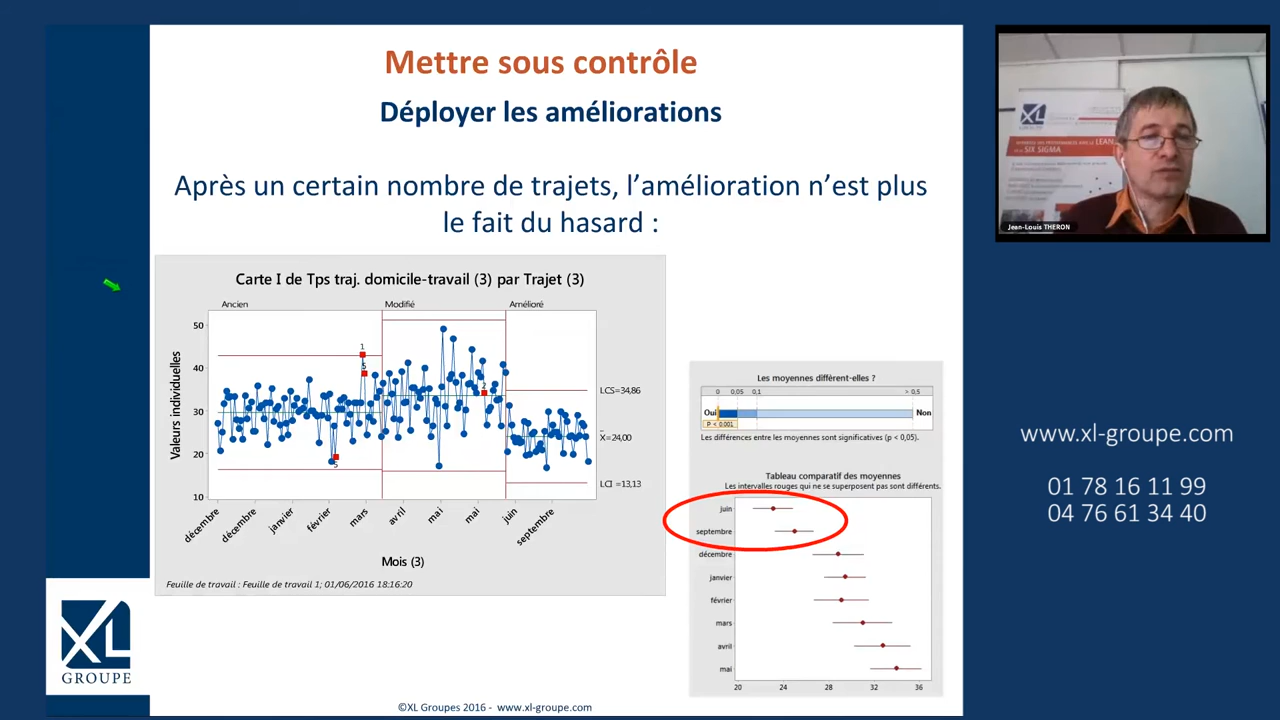 Mettre sous contrôle
Déployer les améliorations
Après un certain nombre de trajets, l’amélioration n’est plus
le fait du hasard :
Carte I de Tps traj. domicile-travail (3) par Trajet (3)
Ancien
Modifié
Amélioré
Valeurs individuelles
50
40
30
20
10
1
5
5
2
LCS=34,86
X̄=24,00
LCI =13,13
décembre
décembre
janvier
février
mars
avril
mai
mai
juin
septembre
Mois (3)
Feuille de travail : Feuille de travail 1; 01/06/2016 18:16:20
Les moyennes diffèrent-elles ?
0 0,05 0,1 > 0,5
Oui
Non
P < 0,001
Les différences entre les moyennes sont significatives (p < 0,05).
Tableau comparatif des moyennes
Les intervalles rouges qui ne se superposent pas sont différents.
juin
septembre
décembre
janvier
février
mars
avril
mai
20 24 28 32 36
XL
GROUPE
©XL Groupes 2016 - www.xl-groupe.com
XL
SIX SIGMA
Jean-Louis THERON
www.xl-groupe.com
01 78 16 11 99
04 76 61 34 40